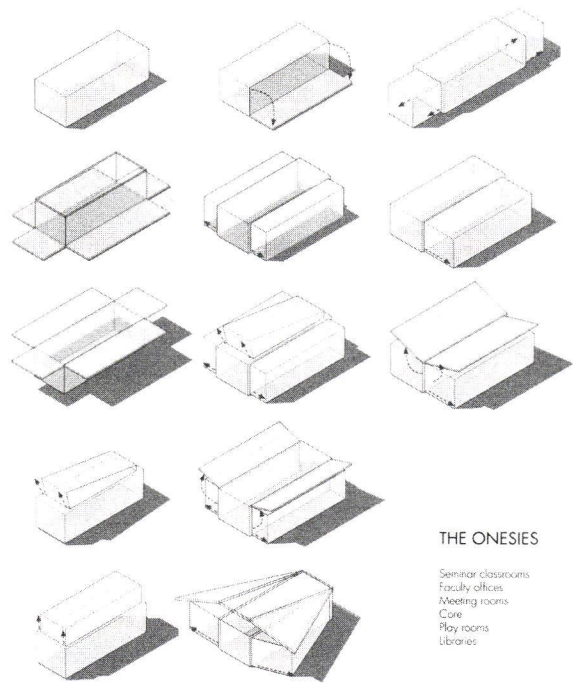 THE ONESIES
Seminar classrooms
Faculty offices
Meeting rooms
Core
Play rooms
Libraries